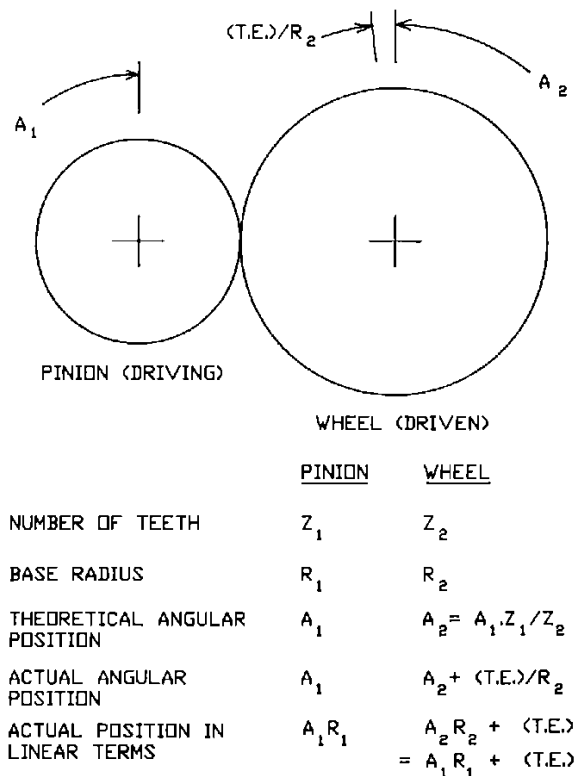 (T.E.)/R₂
A₁
A₂
PINION (DRIVING)
WHEEL (DRIVEN)
PINION WHEEL
NUMBER OF TEETH Z₁ Z₂
BASE RADIUS R₁ R₂
THEORETICAL ANGULAR A₁ A₂= A₁.Z₁/Z₂
POSITION
ACTUAL ANGULAR A₁ A₂+ (T.E.)/R₂
POSITION
ACTUAL POSITION IN A₁R₁ A₂R₂ + (T.E.)
LINEAR TERMS = A₁R₁ + (T.E.)